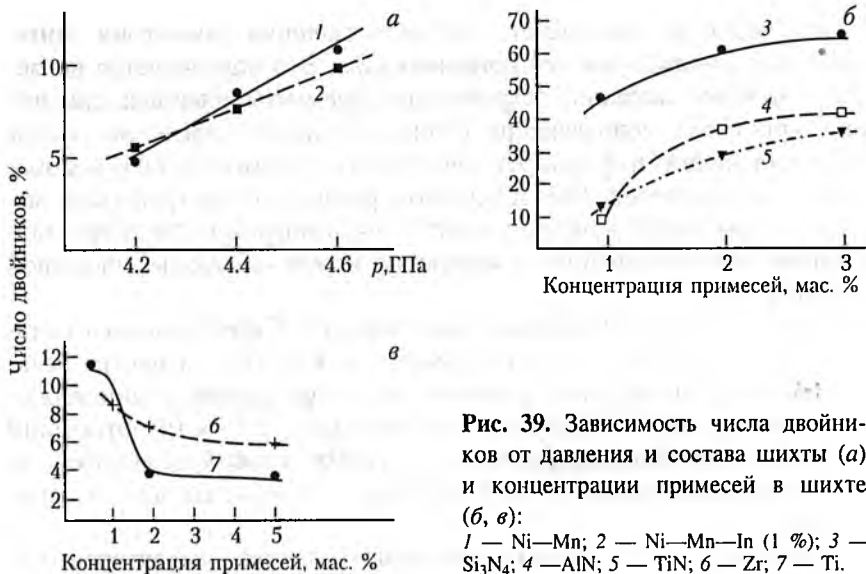 Число двойников, %
а
10
5
1
2
4.2 4.4 4.6 р,ГПа
б
70
60
50
40
30
20
10
3
4
5
1 2 3
Концентрация примесей, мас. %
в
12
10
8
6
4
2
6
7
1 2 3 4 5
Концентрация примесей, мас. %
Рис. 39. Зависимость числа двойни-
ков от давления и состава шихты (а)
и концентрации примесей в шихте
(б, в):
1 — Ni—Mn; 2 — Ni—Mn—In (1 %); 3 —
Si₃N₄; 4 — AlN; 5 — TiN; 6 — Zr; 7 — Ti.